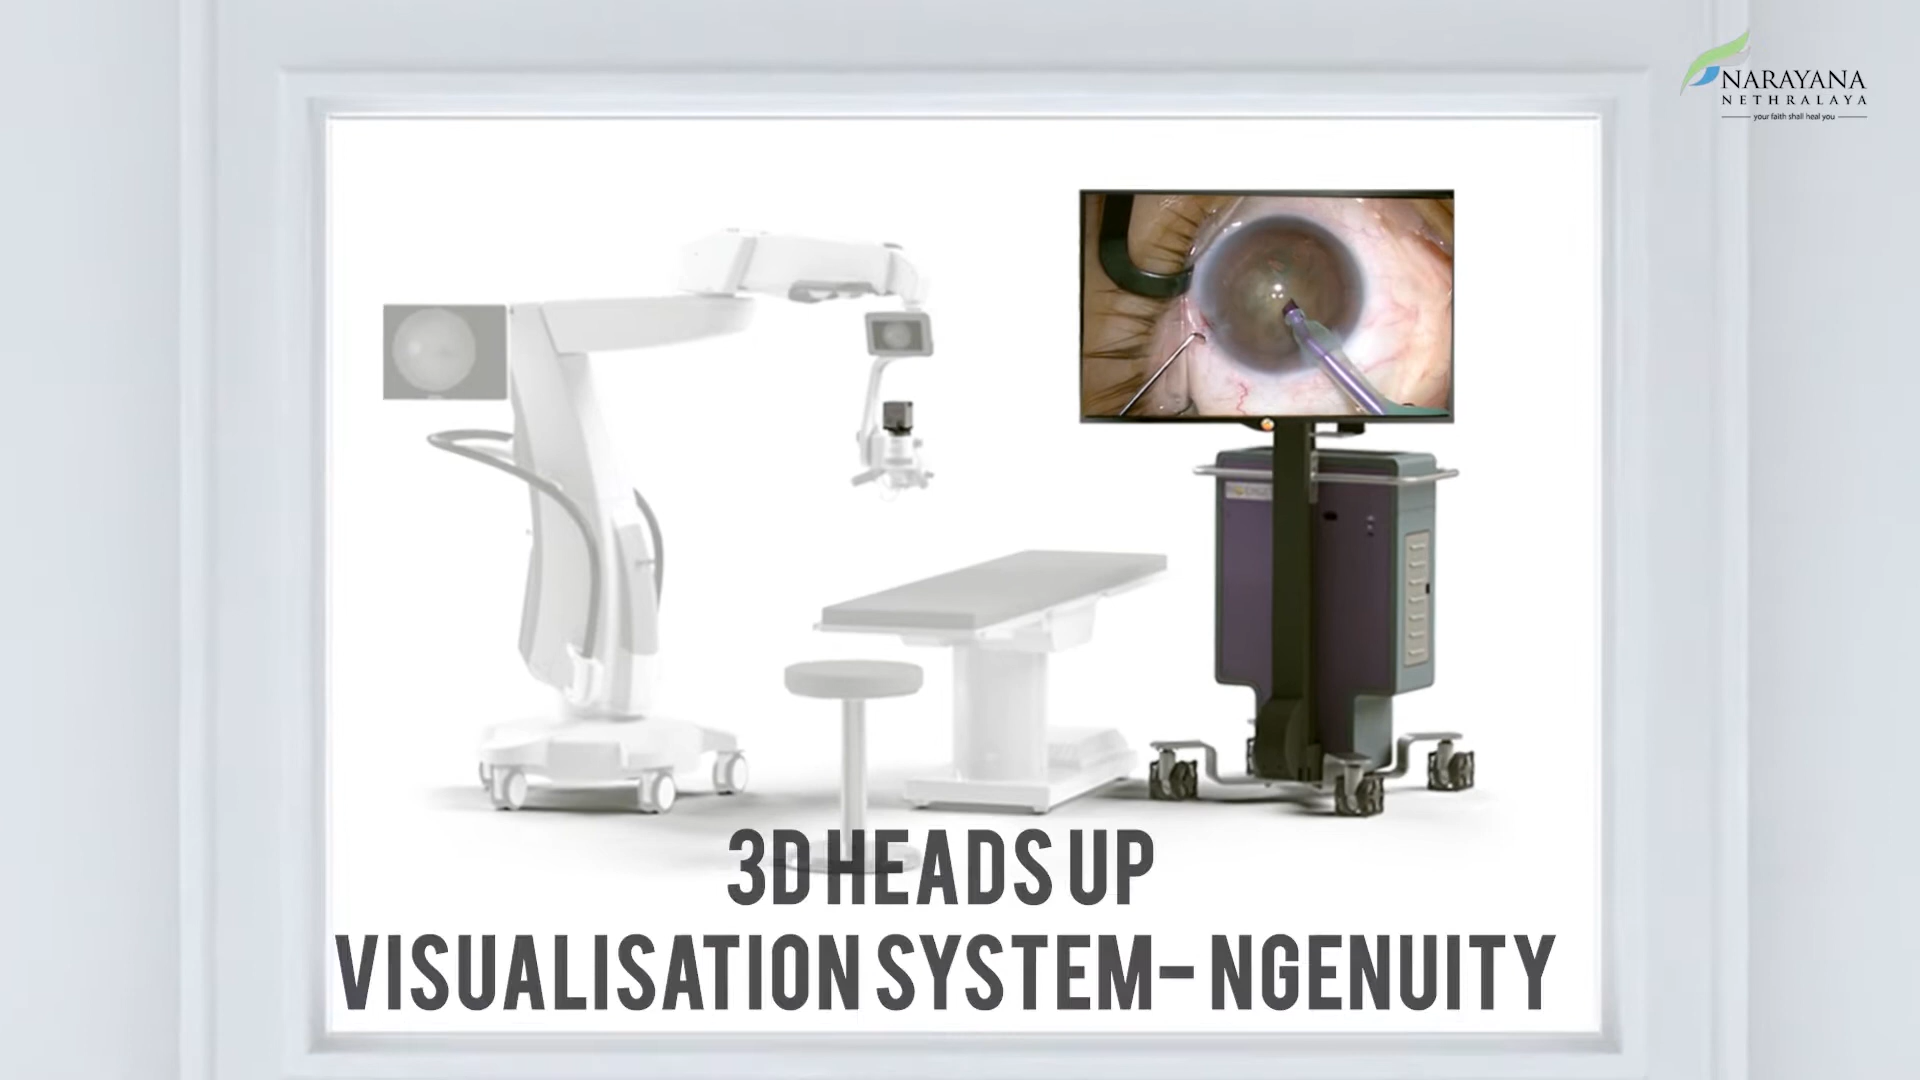 NARAYANA
NETHRALAYA
your faith shall heal you
3D HEADS UP
VISUALISATION SYSTEM- NGENUITY